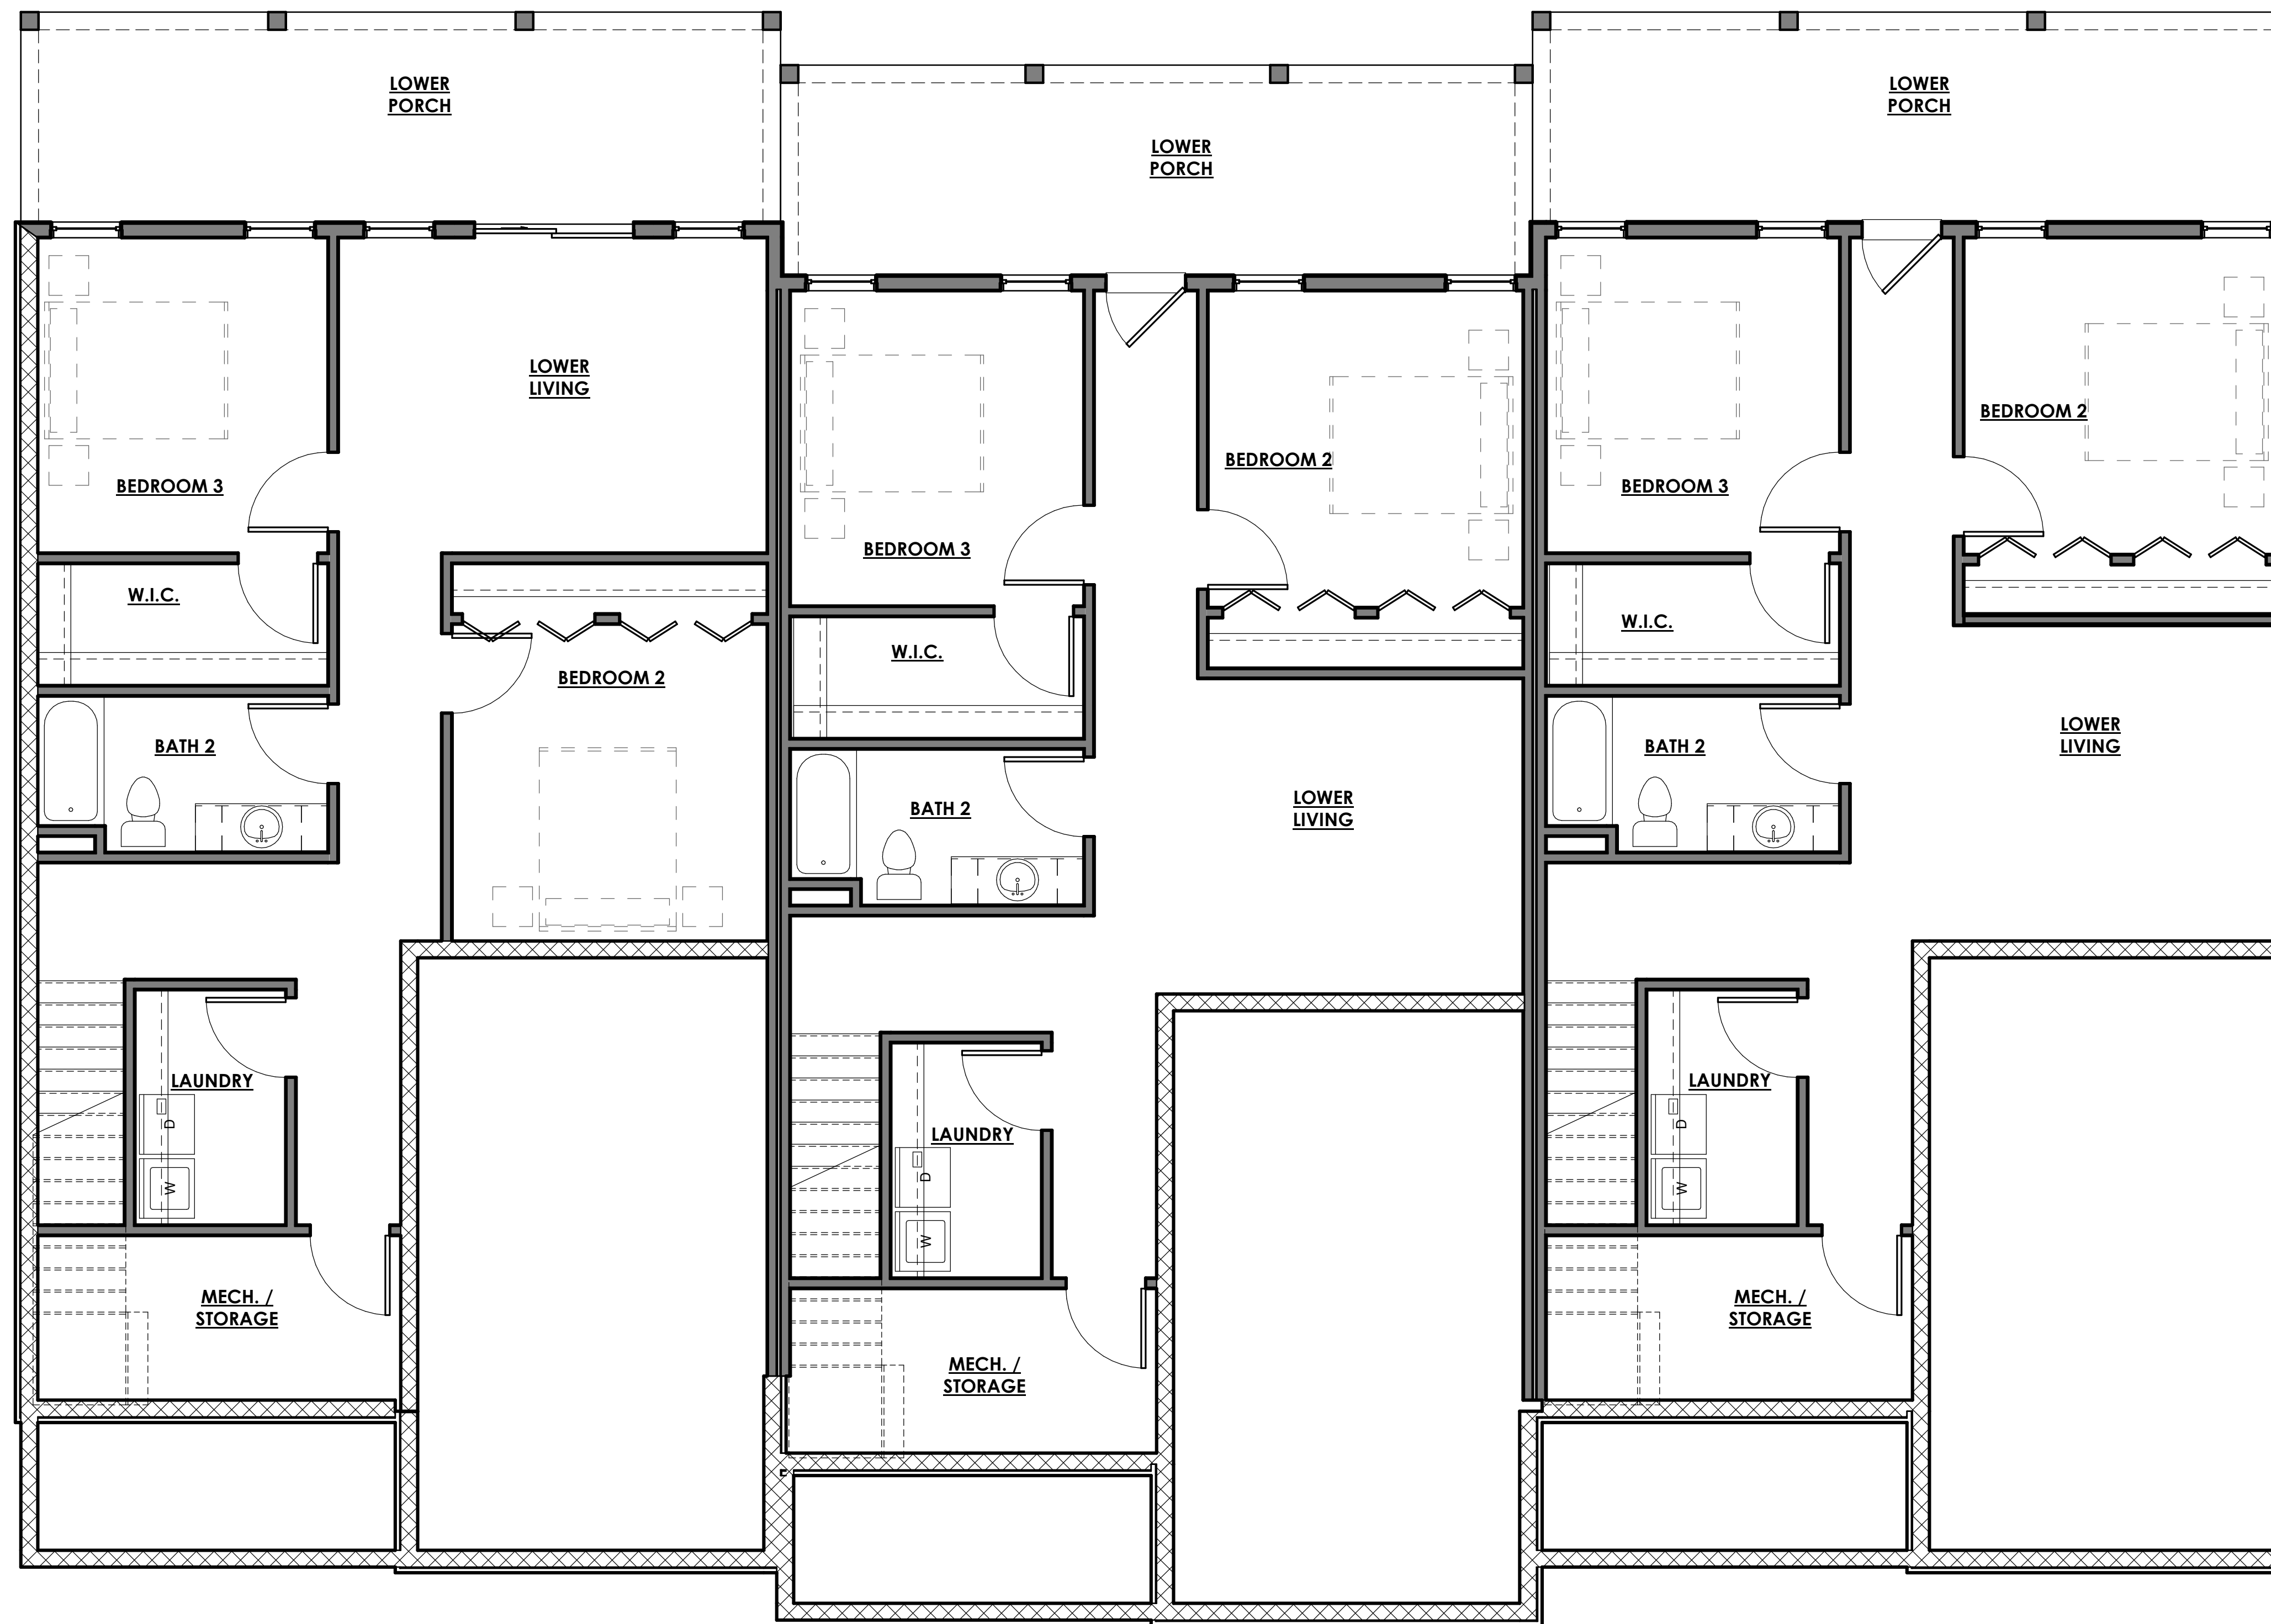 LOWER
PORCH
LOWER
LIVING
BEDROOM 3
W.I.C.
BEDROOM 2
BATH 2
LAUNDRY
D
W
MECH. /
STORAGE
LOWER
PORCH
BEDROOM 2
BEDROOM 3
W.I.C.
BATH 2
LOWER
LIVING
LAUNDRY
D
W
MECH. /
STORAGE
LOWER
PORCH
BEDROOM 2
BEDROOM 3
W.I.C.
BATH 2
LOWER
LIVING
LAUNDRY
D
W
MECH. /
STORAGE